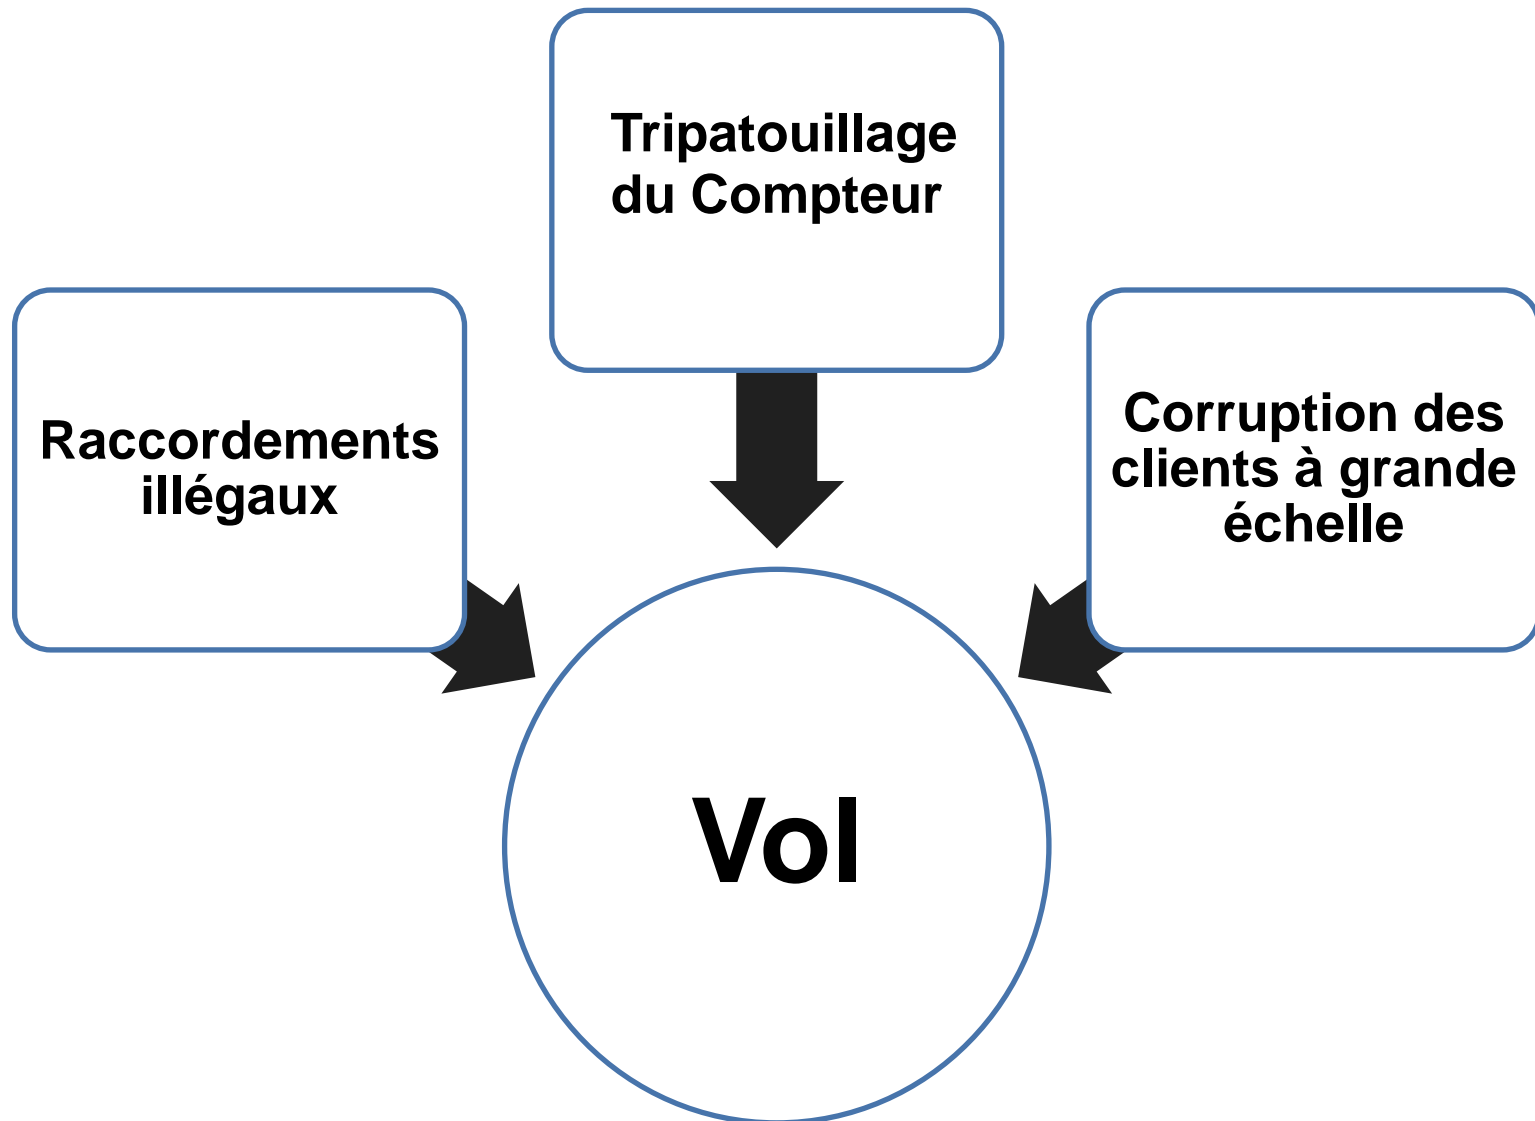 Tripatouillage
du Compteur
Raccordements
illégaux
Corruption des
clients à grande
échelle
Vol